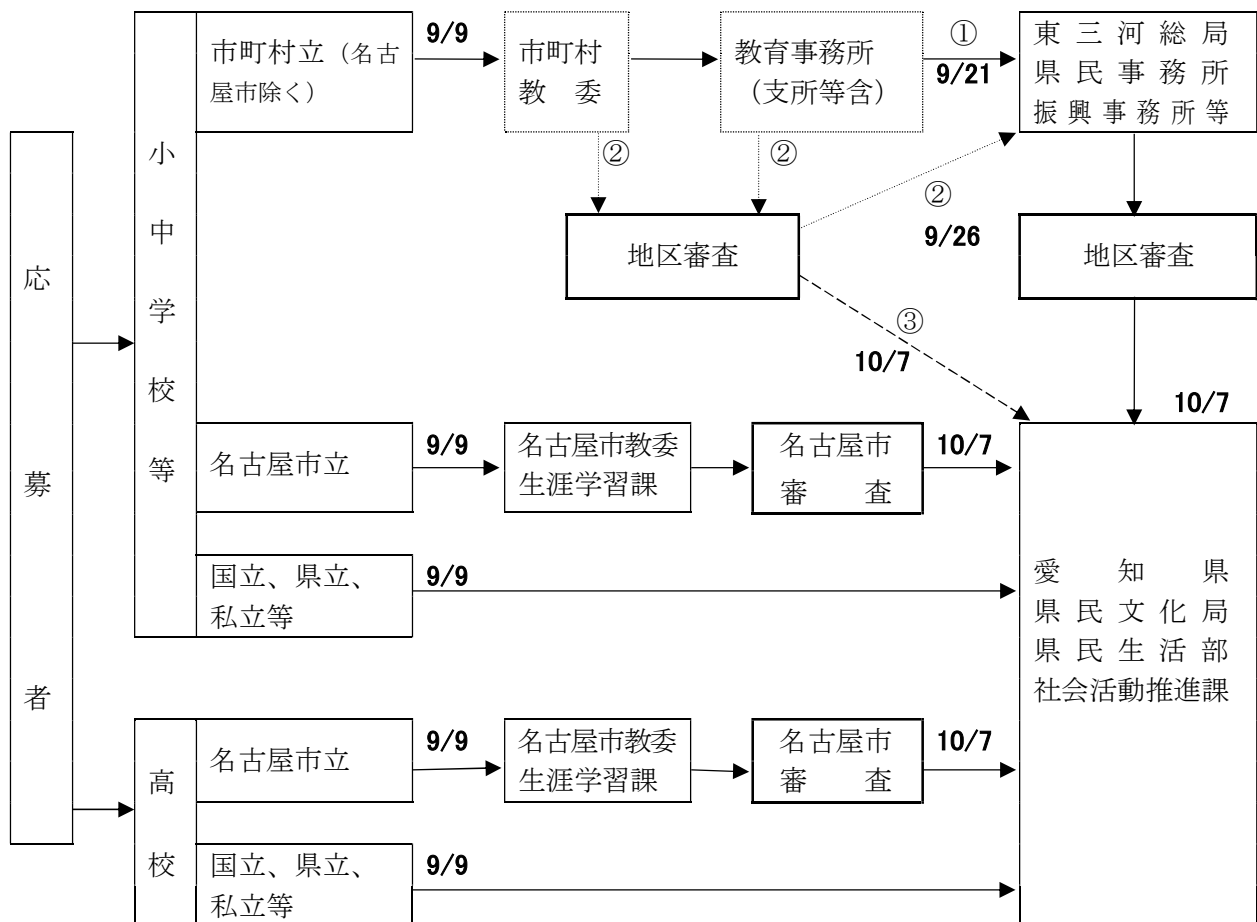 応募者
小中学校等
市町村立(名古
屋市除く)
9/9
市町村
教 委
教育事務所
(支所等含)
①
9/21
東三河総局
県民事務所
振興事務所等
②
②
②
9/26
地区審査
地区審査
③
10/7
10/7
名古屋市立
9/9
名古屋市教委
生涯学習課
名古屋市
審 査
10/7
国立、県立、
私立等
9/9
愛知県
県民文化局
県民生活部
社会活動推進課
高校
名古屋市立
9/9
名古屋市教委
生涯学習課
名古屋市
審 査
10/7
国立、県立、
私立等
9/9